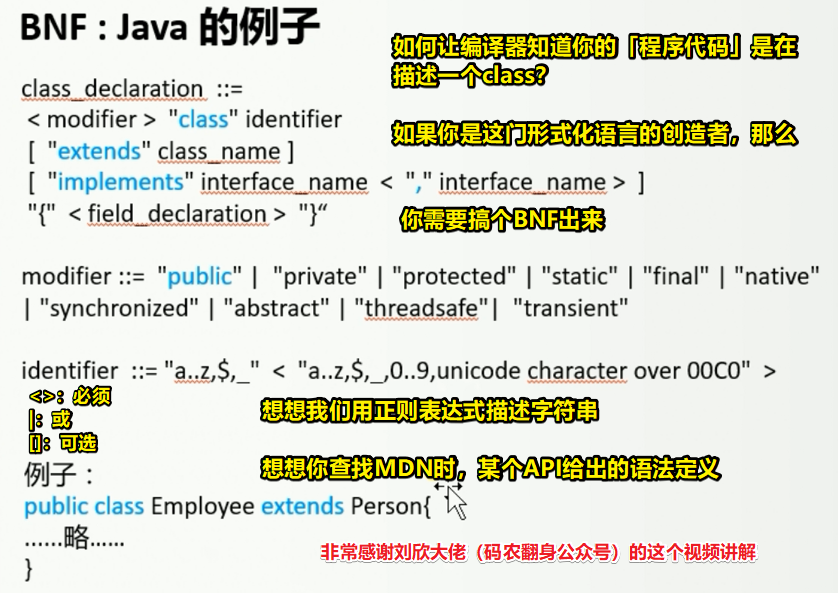 BNF : Java 的例子
如何让编译器知道你的「程序代码」是在
描述一个class?
class_declaration ::=
< modifier > "class" identifier
如果你是这门形式化语言的创造者，那么
[ "extends" class_name ]
[ "implements" interface_name < "," interface_name > ]
"{" < field_declaration > "}“
你需要搞个BNF出来
modifier ::= "public" | "private" | "protected" | "static" | "final" | "native"
| "synchronized" | "abstract" | "threadsafe"| "transient"
identifier ::= "a..z,$,_" < "a..z,$,_,0..9,unicode character over 00C0" >
<>: 必须
|: 或
[]: 可选
想想我们用正则表达式描述字符串
想想你查找MDN时，某个API给出的语法定义
例子：
public class Employee extends Person{
……略……
}
非常感谢刘欣大佬（码农翻身公众号）的这个视频讲解